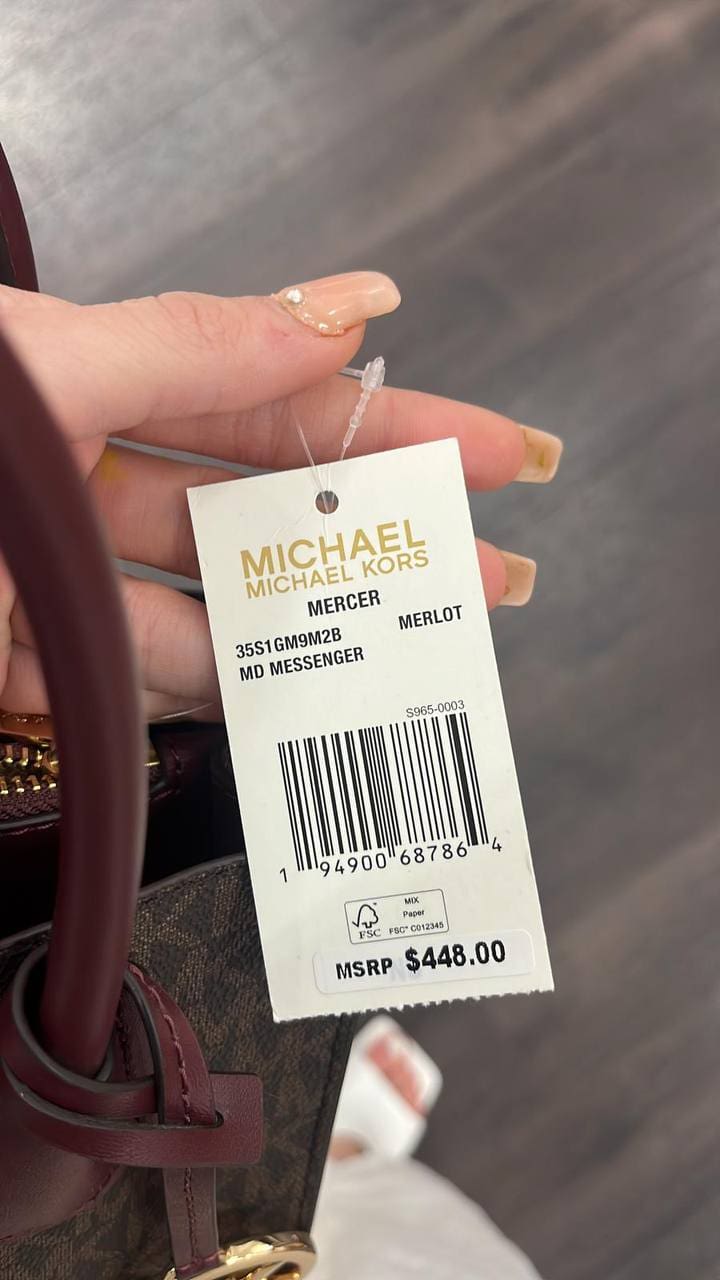 MICHAEL
MICHAEL KORS
MERCER
35S1GM9M2B MERLOT
MD MESSENGER
S965-0003
1 94900 68786 4
MIX
Paper
FSC FSC® C012345
MSRP $448.00